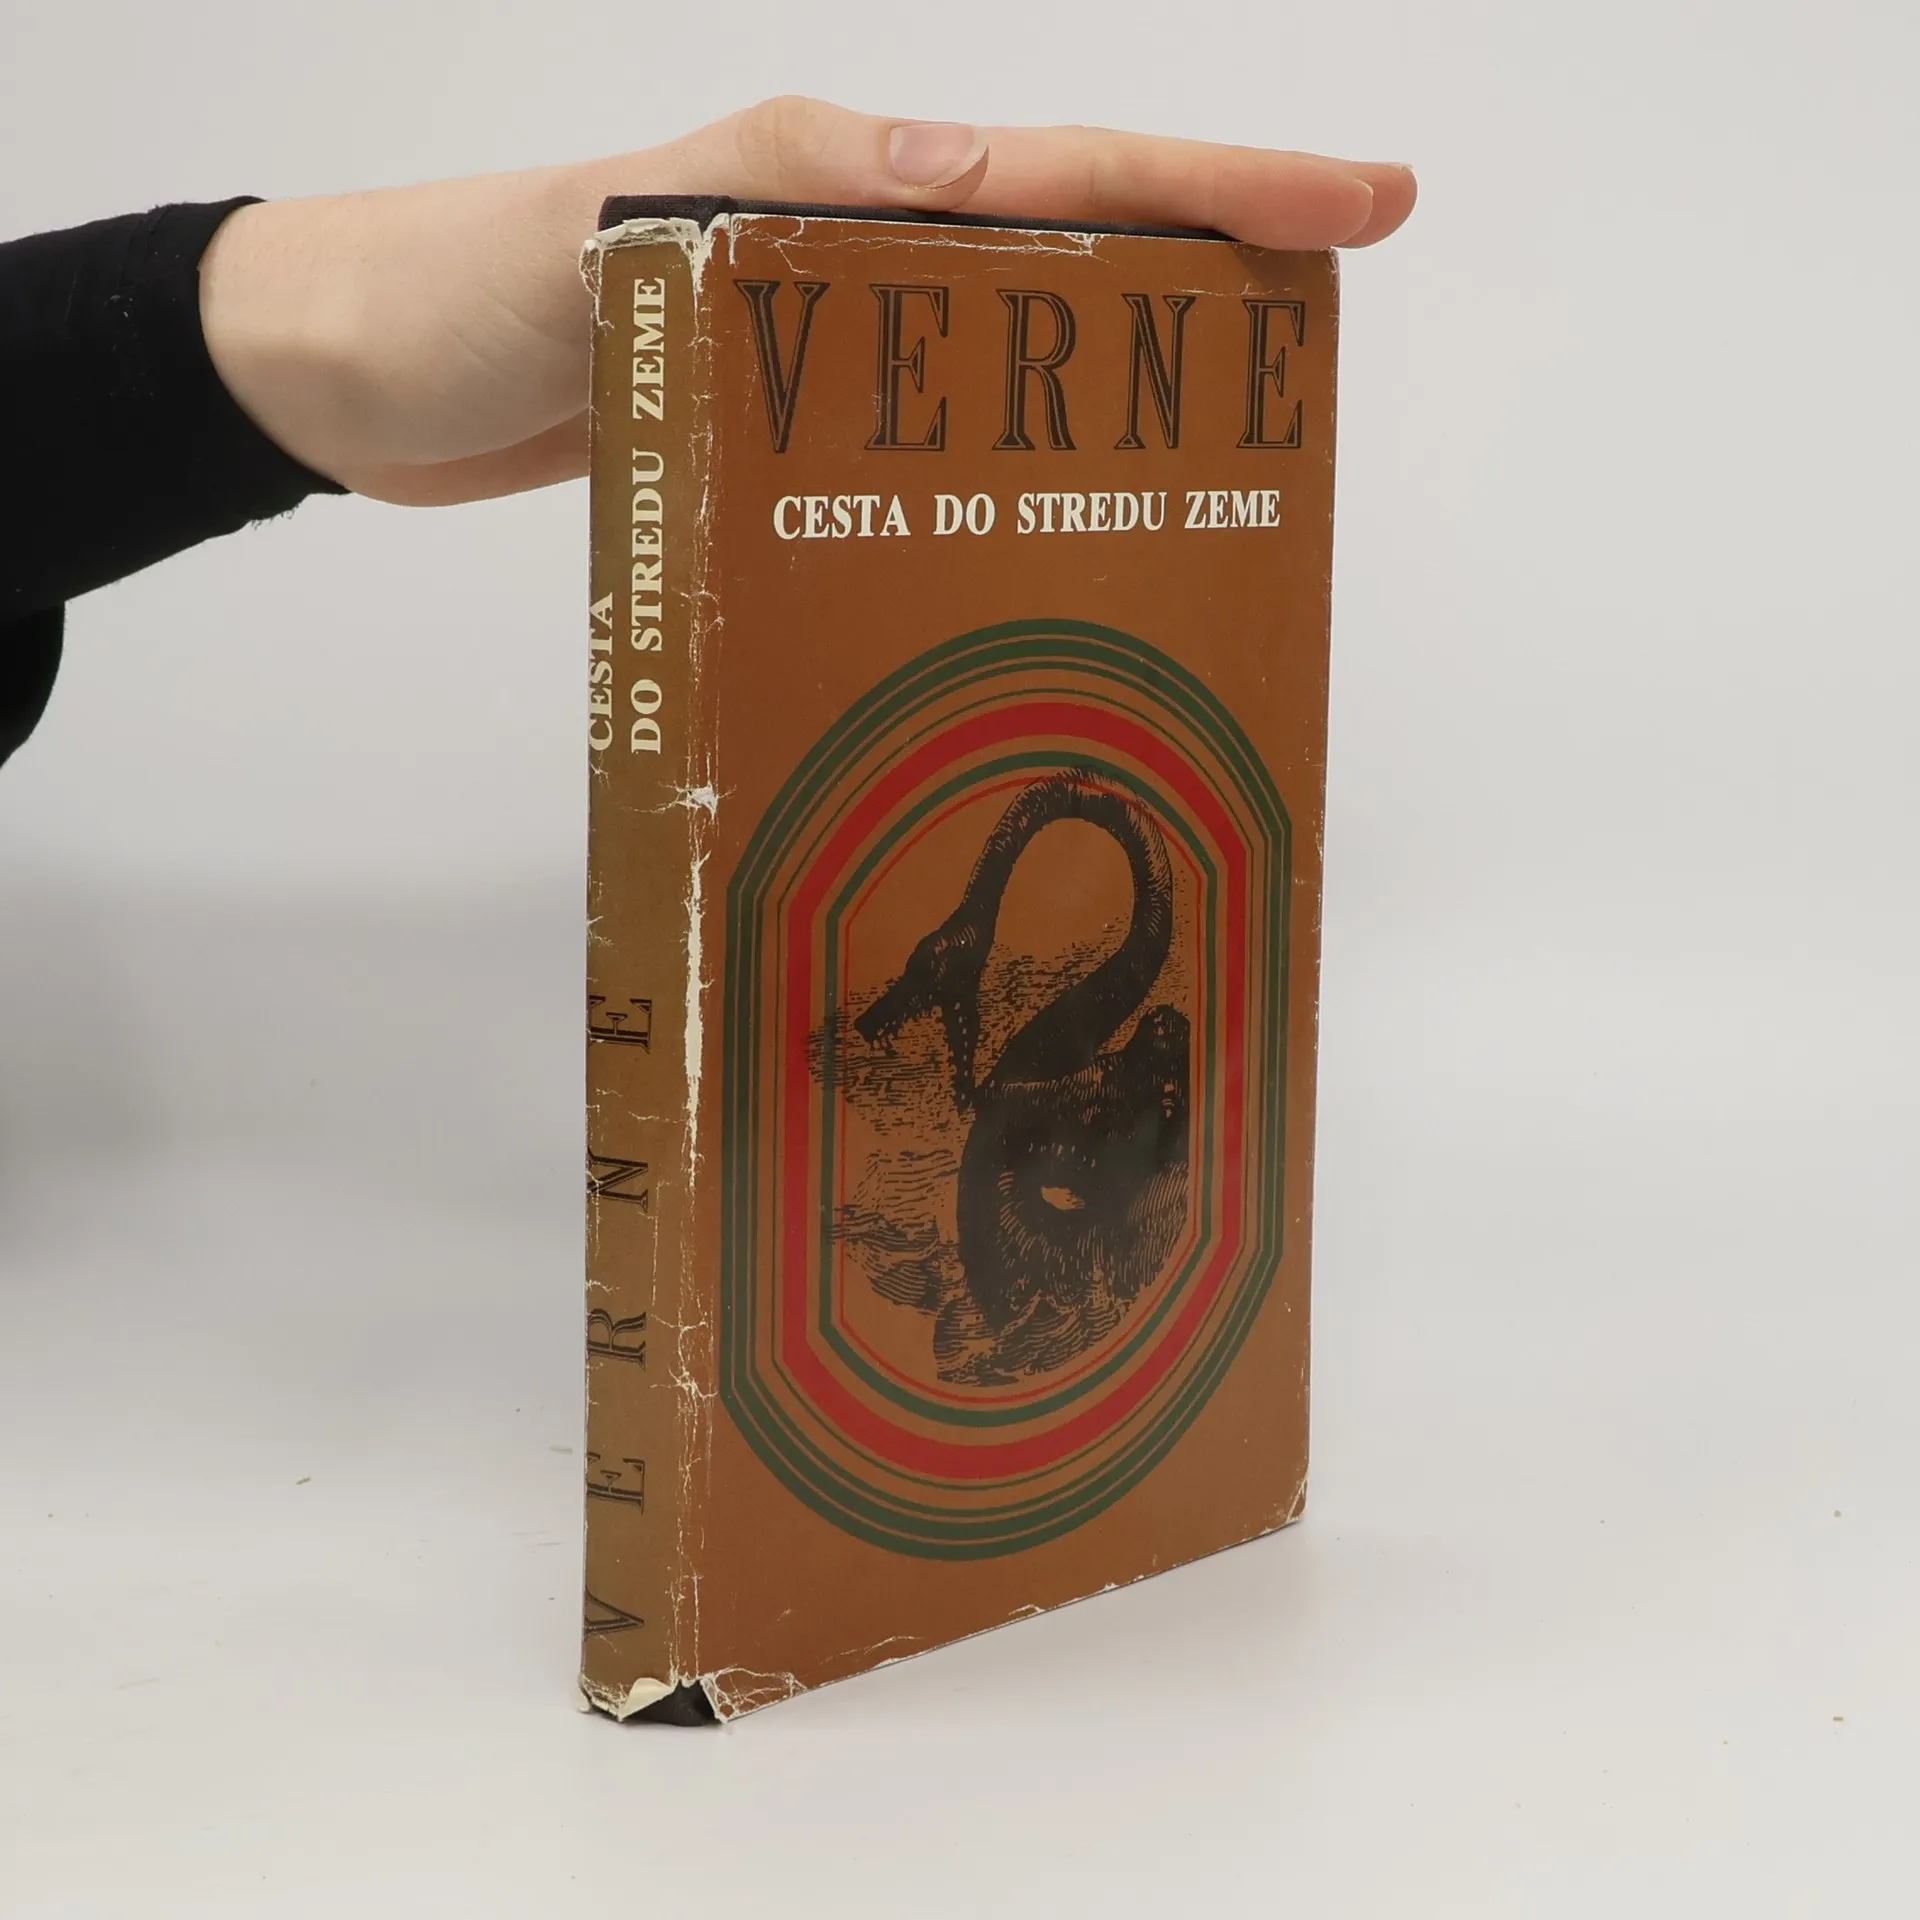 VERNE
CESTA DO STREDU ZEME
CESTA
DO STREDU ZEME
VERNE